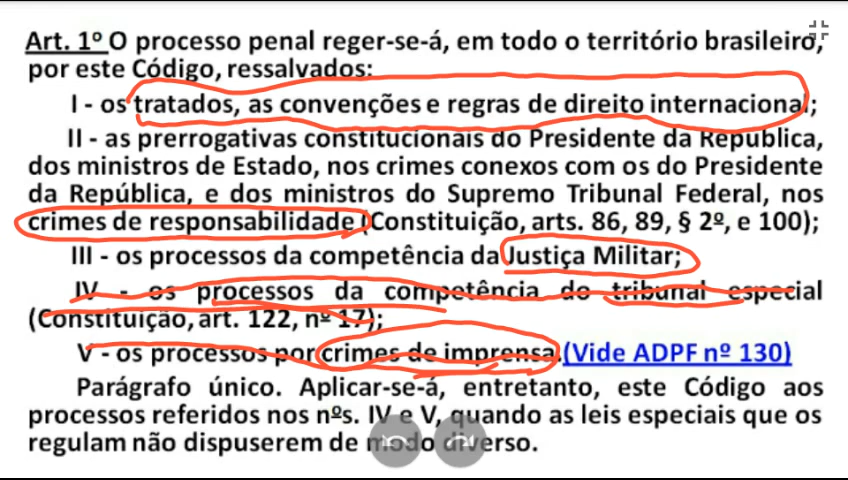 Art. 1º O processo penal reger-se-á, em todo o território brasileiro,
por este Código, ressalvados:
I - os tratados, as convenções e regras de direito internacional;
II - as prerrogativas constitucionais do Presidente da República,
dos ministros de Estado, nos crimes conexos com os do Presidente
da República, e dos ministros do Supremo Tribunal Federal, nos
crimes de responsabilidade (Constituição, arts. 86, 89, § 2º, e 100);
III - os processos da competência da Justiça Militar;
IV - os processos da competência do tribunal especial
(Constituição, art. 122, nº 17);
V - os processos por crimes de imprensa.(Vide ADPF nº 130)
Parágrafo único. Aplicar-se-á, entretanto, este Código aos
processos referidos nos nºs. IV e V, quando as leis especiais que os
regulam não dispuserem de modo diverso.